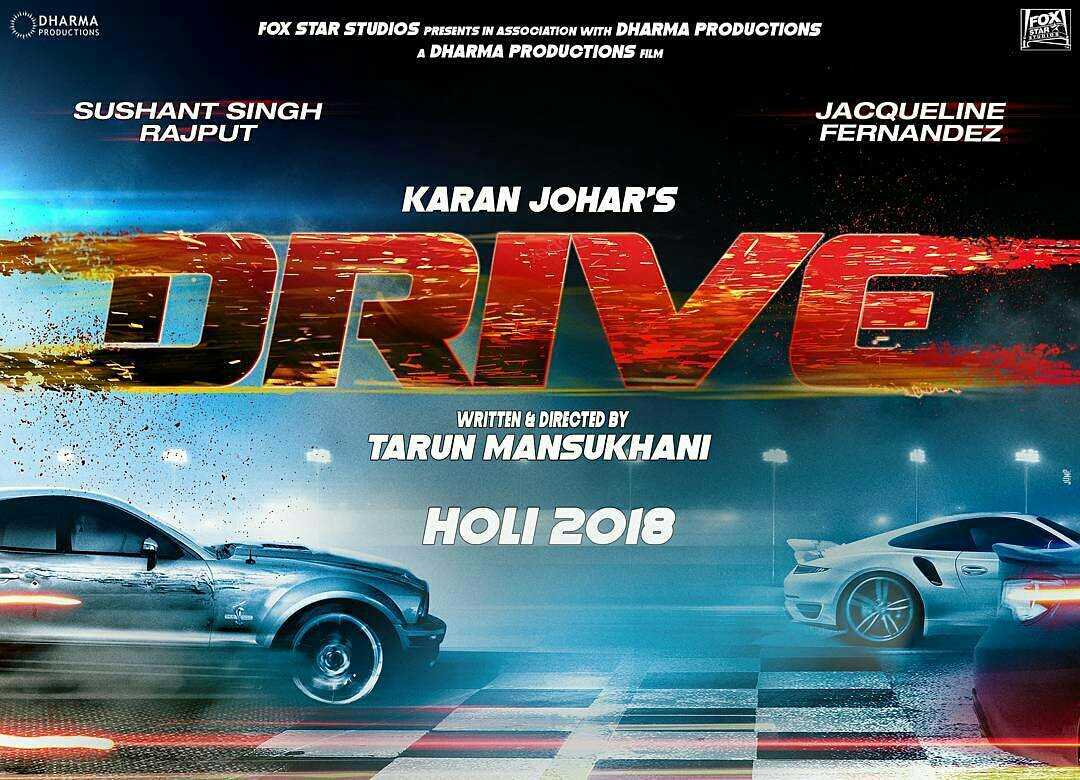 DHARMA
PRODUCTIONS
FOX STAR STUDIOS PRESENTS IN ASSOCIATION WITH DHARMA PRODUCTIONS
A DHARMA PRODUCTIONS FILM
FOX
STAR
STUDIOS
SUSHANT SINGH
RAJPUT
JACQUELINE
FERNANDEZ
KARAN JOHAR'S
DRIVE
WRITTEN & DIRECTED BY
TARUN MANSUKHANI
HOLI 2018